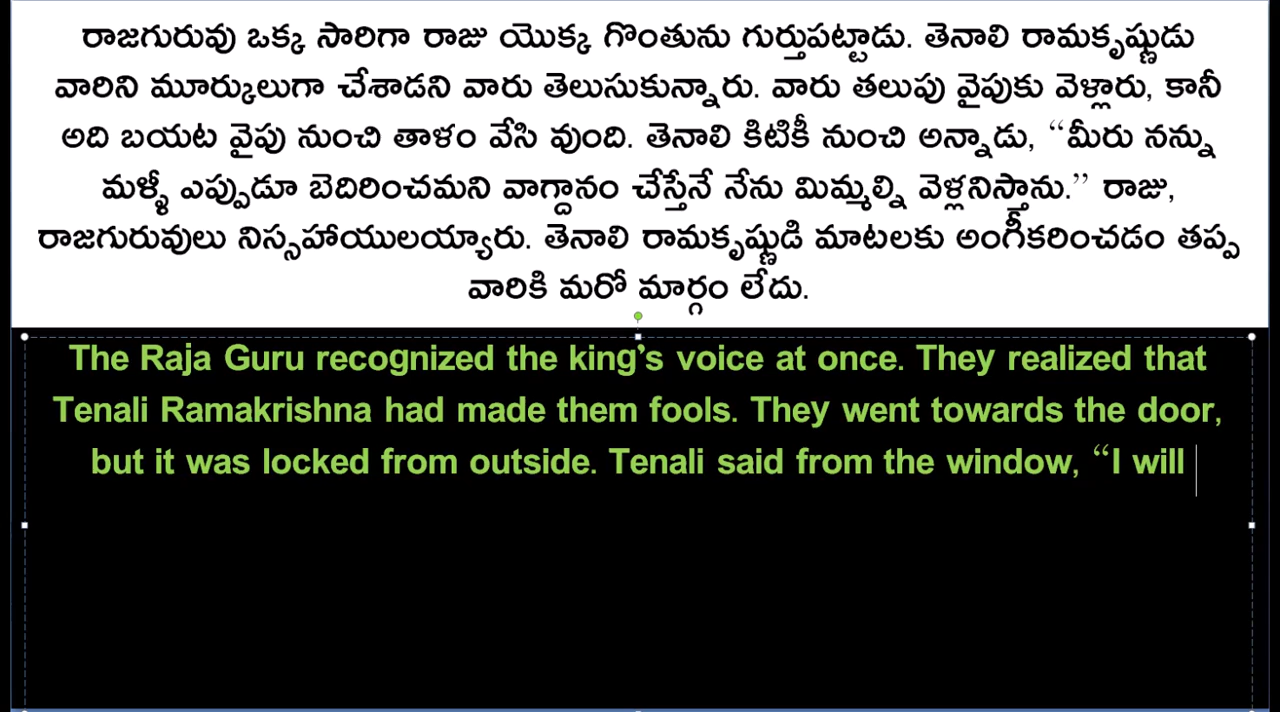 రాజగురువు ఒక్క సారిగా రాజు యొక్క గొంతును గుర్తుపట్టాడు. తెనాలి రామకృష్ణుడు
వారిని మూర్కులుగా చేశాడని వారు తెలుసుకున్నారు. వారు తలుపు వైపుకు వెళ్లారు, కానీ
అది బయట వైపు నుంచి తాళం వేసి వుంది. తెనాలి కిటికీ నుంచి అన్నాడు, “మీరు నన్ను
మళ్ళీ ఎప్పుడూ బెదిరించమని వాగ్దానం చేస్తేనే నేను మిమ్మల్ని వెళ్లనిస్తాను.” రాజు,
రాజగురువులు నిస్సహాయులయ్యారు. తెనాలి రామకృష్ణుడి మాటలకు అంగీకరించడం తప్ప
వారికి మరో మార్గం లేదు.
The Raja Guru recognized the king’s voice at once. They realized that
Tenali Ramakrishna had made them fools. They went towards the door,
but it was locked from outside. Tenali said from the window, “I will